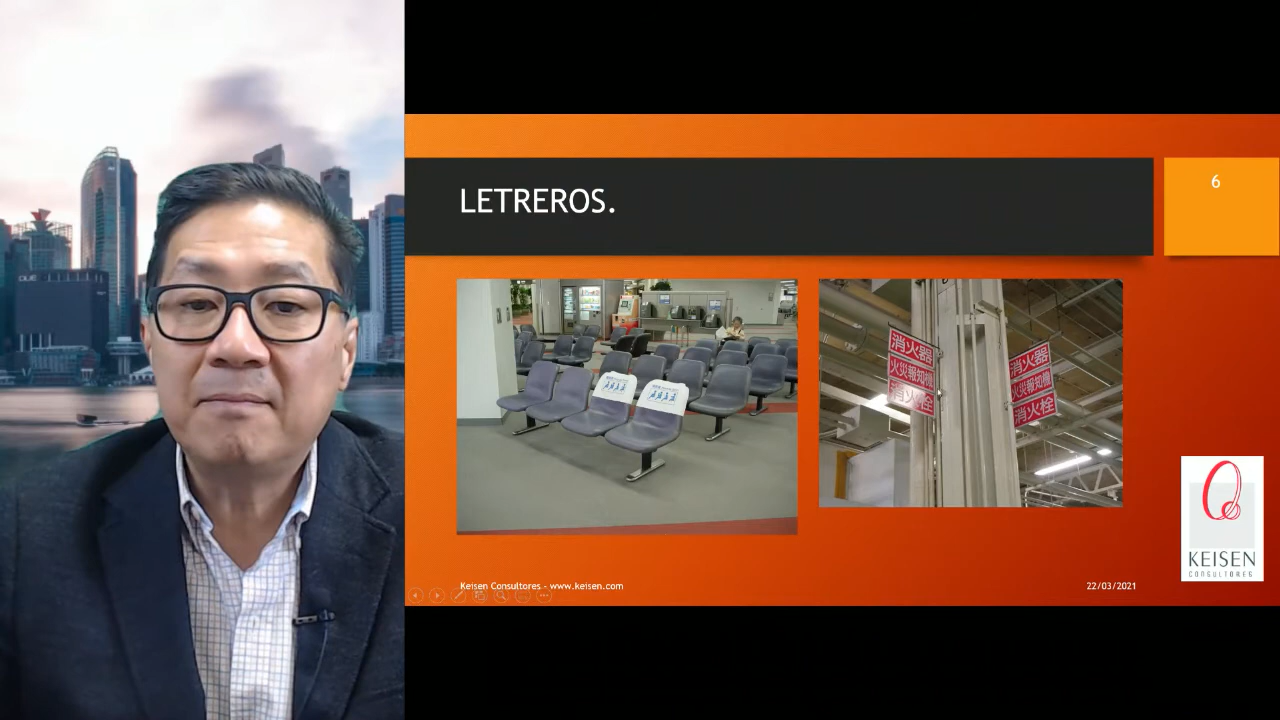 LETREROS.
6
消火器
火災報知機
消火栓
消火器
火災報知機
消火栓
KEISEN
CONSULTORES
Keisen Consultores - www.keisen.com
22/03/2021